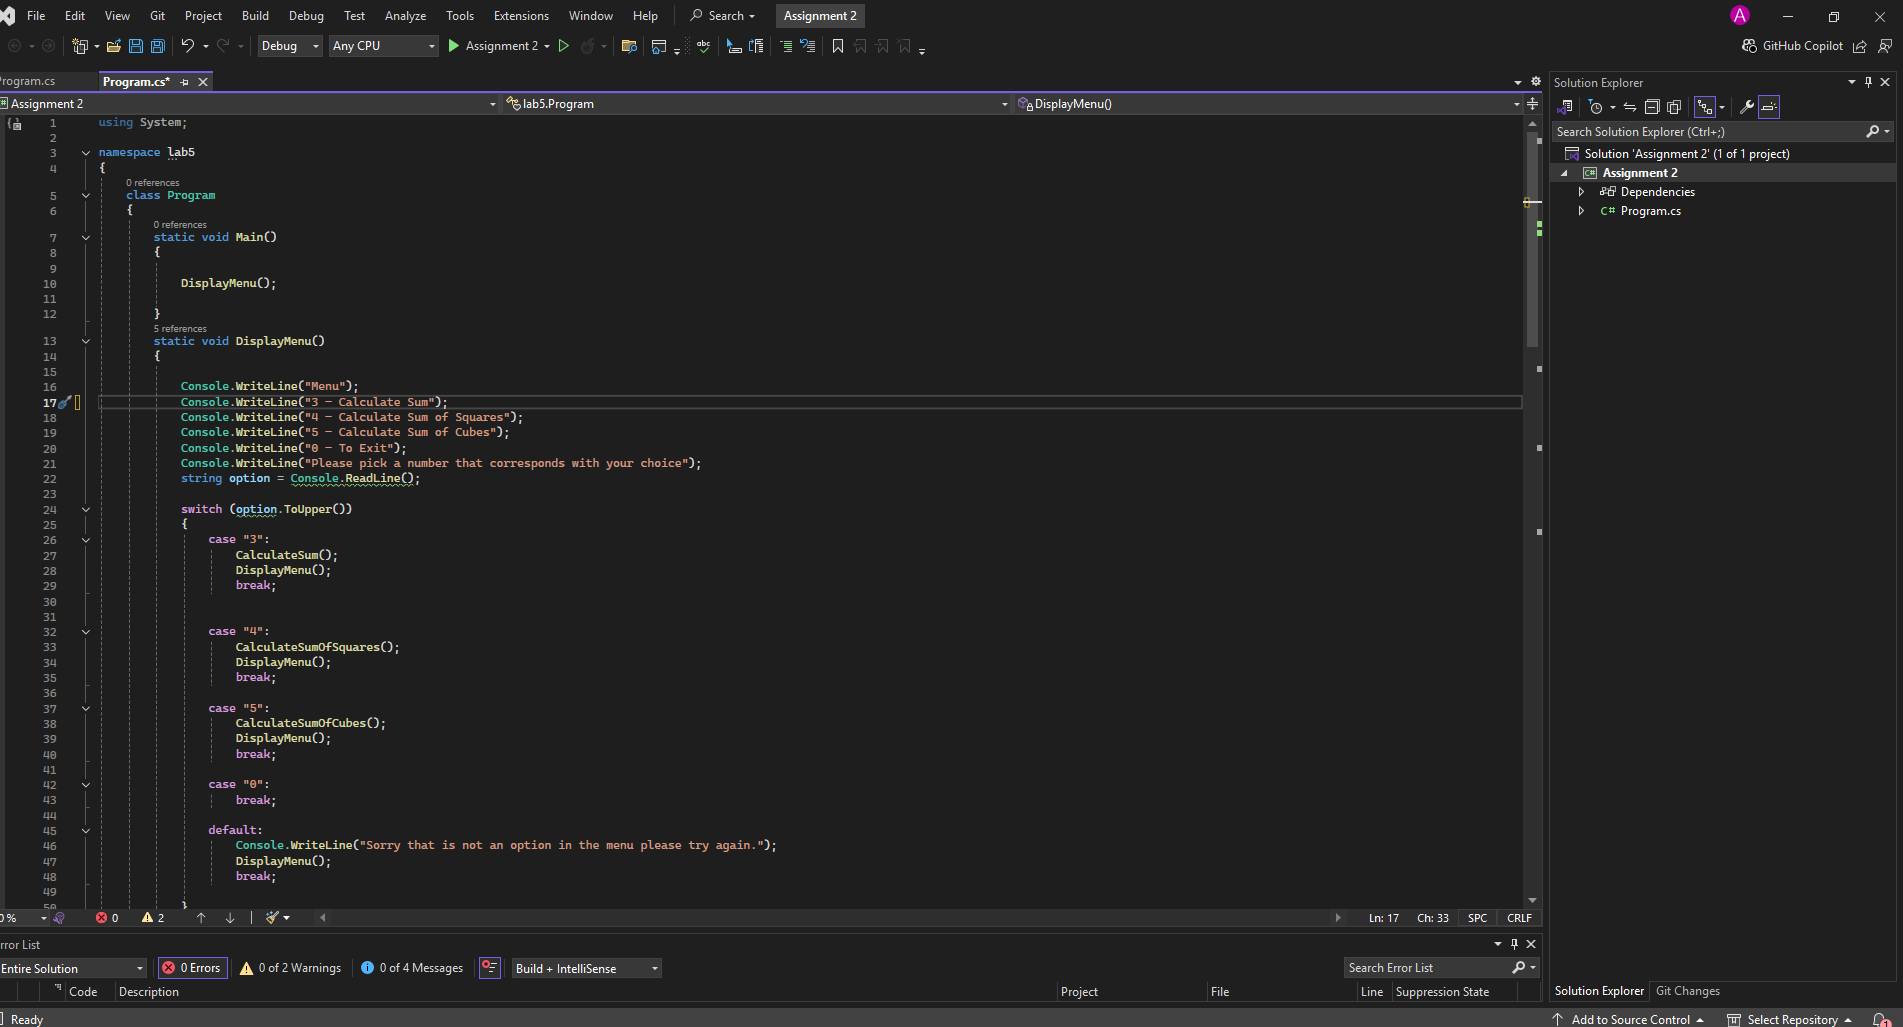 File Edit View Git Project Build Debug Test Analyze Tools Extensions Window Help Search Assignment 2 A
Debug Any CPU Assignment 2 GitHub Copilot
Program.cs Program.cs*
Assignment 2 lab5.Program DisplayMenu()
1 using System;
2
3 namespace lab5
4 {
0 references
5 class Program
6 {
0 references
7 static void Main()
8 {
9
10 DisplayMenu();
11
12 }
5 references
13 static void DisplayMenu()
14 {
15
16 Console.WriteLine("Menu");
17 Console.WriteLine("3 - Calculate Sum");
18 Console.WriteLine("4 - Calculate Sum of Squares");
19 Console.WriteLine("5 - Calculate Sum of Cubes");
20 Console.WriteLine("0 - To Exit");
21 Console.WriteLine("Please pick a number that corresponds with your choice");
22 string option = Console.ReadLine();
23
24 switch (option.ToUpper())
25 {
26 case "3":
27 CalculateSum();
28 DisplayMenu();
29 break;
30
31
32 case "4":
33 CalculateSumOfSquares();
34 DisplayMenu();
35 break;
36
37 case "5":
38 CalculateSumOfCubes();
39 DisplayMenu();
40 break;
41
42 case "0":
43 break;
44
45 default:
46 Console.WriteLine("Sorry that is not an option in the menu please try again.");
47 DisplayMenu();
48 break;
49
50 }
0 % 0 2 Ln: 17 Ch: 33 SPC CRLF
rror List
Entire Solution 0 Errors 0 of 2 Warnings 0 of 4 Messages Build + IntelliSense Search Error List
Code Description Project File Line Suppression State
Solution Explorer
Search Solution Explorer (Ctrl+;)
Solution 'Assignment 2' (1 of 1 project)
C# Assignment 2
Dependencies
C# Program.cs
Solution Explorer Git Changes
Ready Add to Source Control Select Repository 1